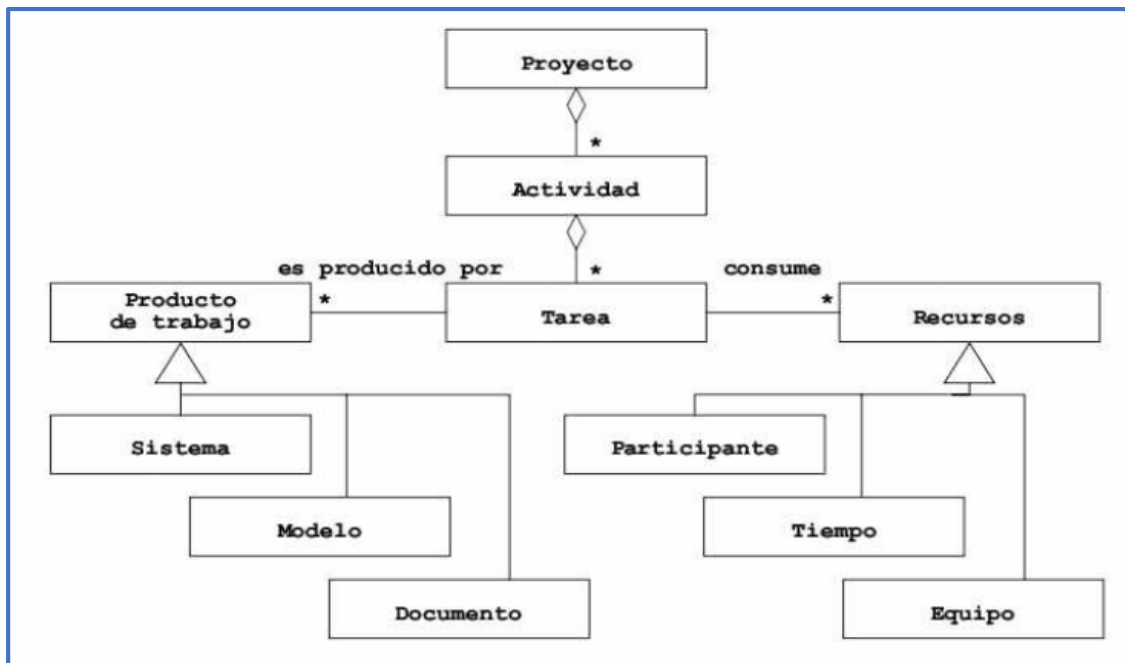 Proyecto
*
Actividad
es producido por
*
consume
Producto
de trabajo
*
Tarea
*
Recursos
Sistema
Participante
Modelo
Tiempo
Documento
Equipo